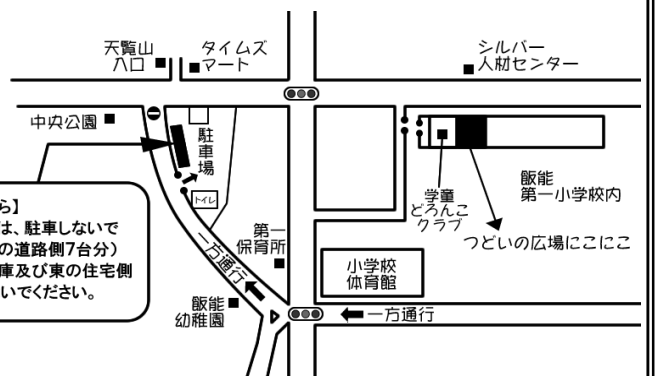 天覧山
入口
タイムズ
マート
シルバー
人材センター
中央公園
駐
車
場
トイレ
学童
どろんこ
クラブ
飯能
第一小学校内
つどいの広場にこにこ
ら】
は、駐車しないで
の道路側7台分）
庫及び東の住宅側
いでください。
第一
保育所
一方通行
小学校
体育館
飯能
幼稚園
一方通行